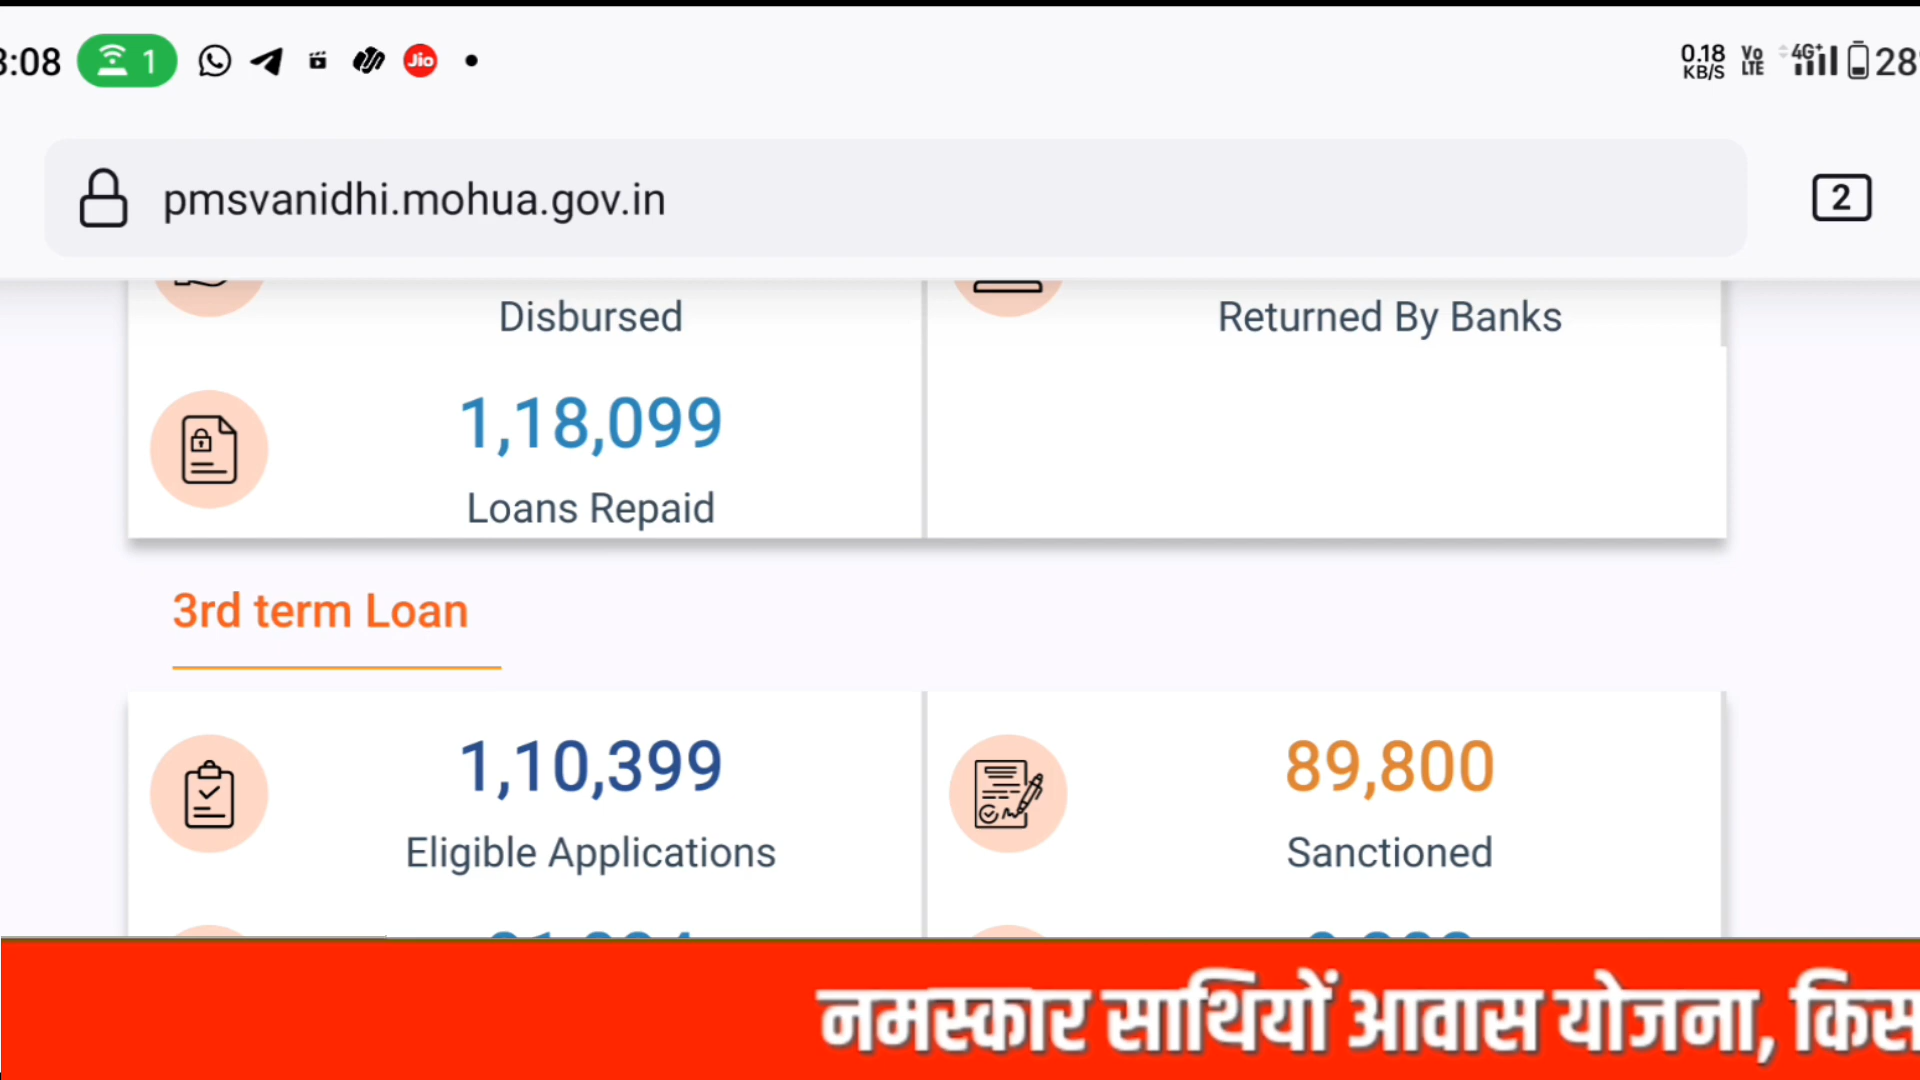 :08 1 Jio 0.18 KB/S Vo LTE 4G+ 28
pmsvanidhi.mohua.gov.in 2
Disbursed Returned By Banks
1,18,099
Loans Repaid
3rd term Loan
1,10,399 89,800
Eligible Applications Sanctioned
नमस्कार साथियों आवास योजना,